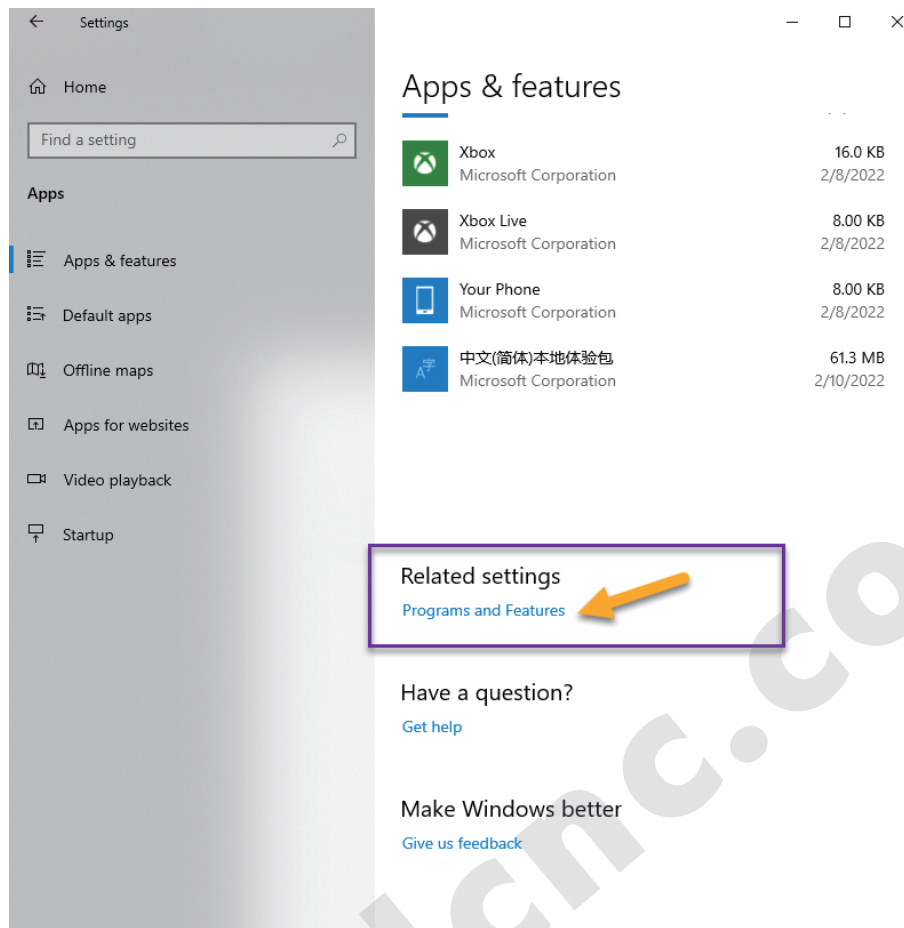 Settings
Home
Find a setting
Apps
Apps & features
Default apps
Offline maps
Apps for websites
Video playback
Startup
Apps & features
Xbox 16.0 KB
Microsoft Corporation 2/8/2022
Xbox Live 8.00 KB
Microsoft Corporation 2/8/2022
Your Phone 8.00 KB
Microsoft Corporation 2/8/2022
中文(简体)本地体验包 61.3 MB
Microsoft Corporation 2/10/2022
Related settings
Programs and Features
Have a question?
Get help
Make Windows better
Give us feedback